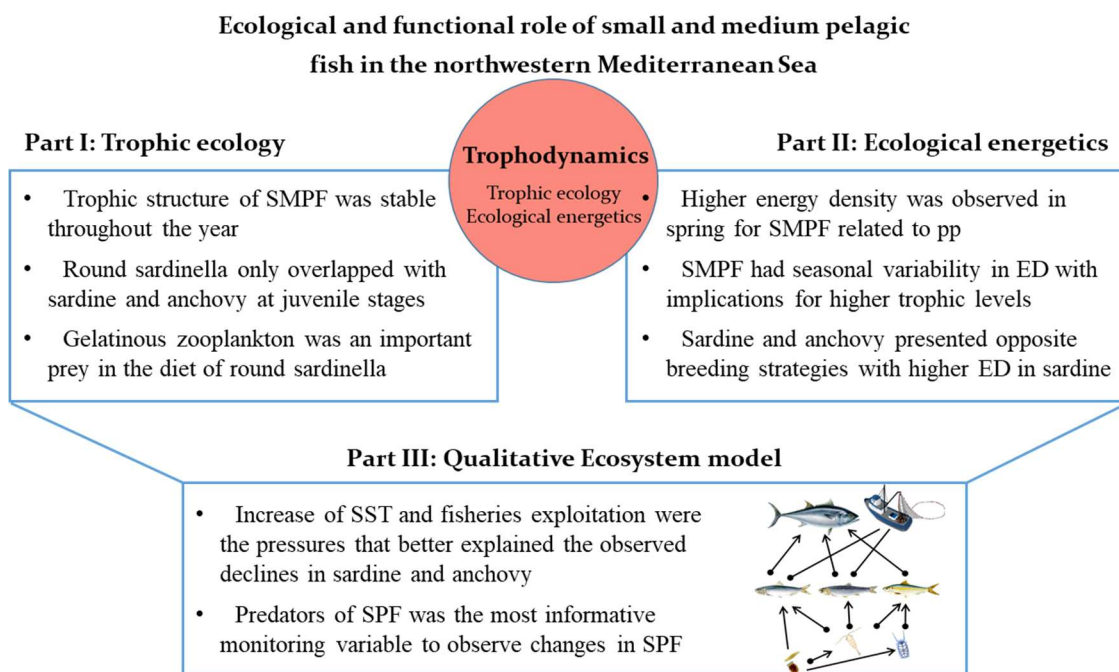 Ecological and functional role of small and medium pelagic
fish in the northwestern Mediterranean Sea
Trophodynamics
Trophic ecology
Ecological energetics
Part I: Trophic ecology
• Trophic structure of SMPF was stable
throughout the year
• Round sardinella only overlapped with
sardine and anchovy at juvenile stages
• Gelatinous zooplankton was an important
prey in the diet of round sardinella
Part II: Ecological energetics
• Higher energy density was observed in
spring for SMPF related to pp
• SMPF had seasonal variability in ED with
implications for higher trophic levels
• Sardine and anchovy presented opposite
breeding strategies with higher ED in sardine
Part III: Qualitative Ecosystem model
• Increase of SST and fisheries exploitation were
the pressures that better explained the observed
declines in sardine and anchovy
• Predators of SPF was the most informative
monitoring variable to observe changes in SPF